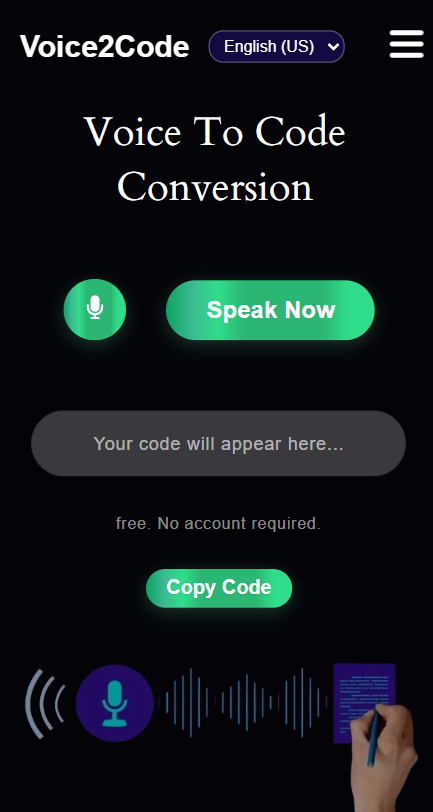 Voice2Code
English (US)
Voice To Code
Conversion
Speak Now
Your code will appear here...
free. No account required.
Copy Code